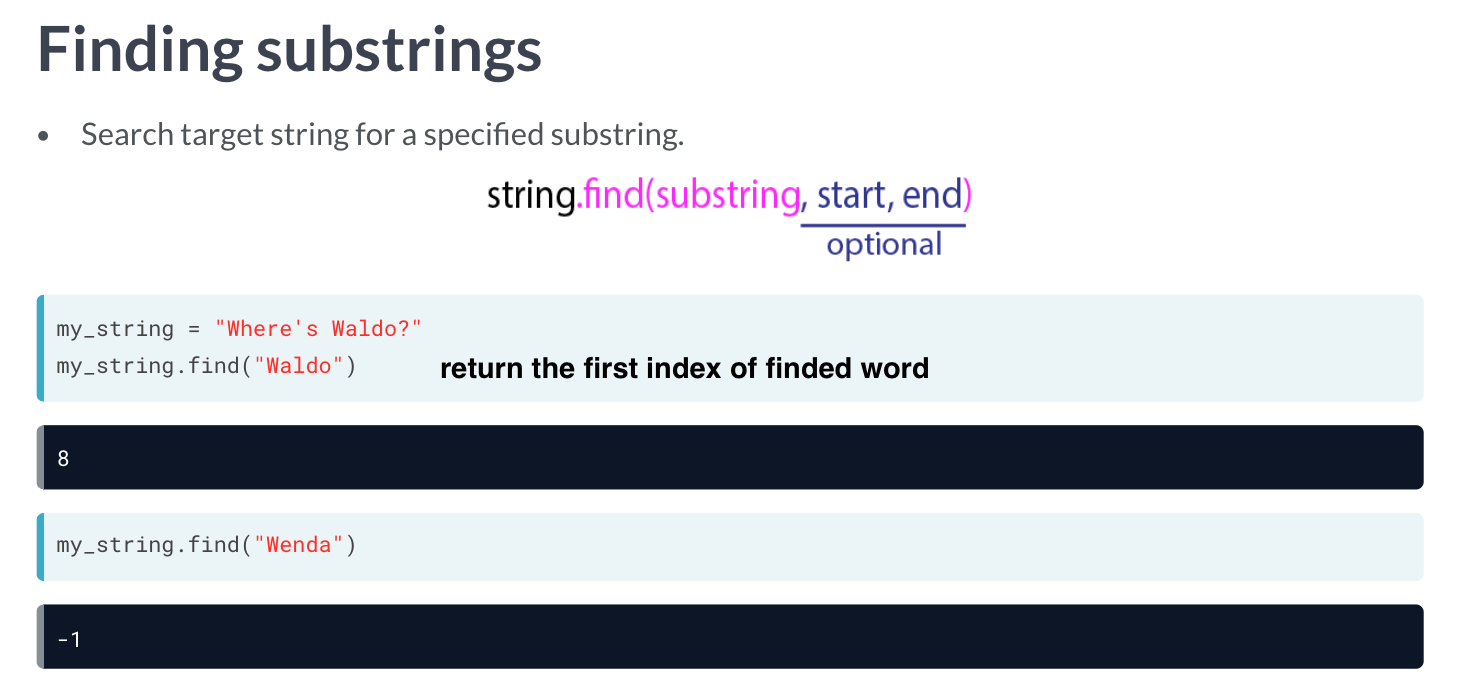 Finding substrings
• Search target string for a specified substring.
string.find(substring, start, end)
optional
my_string = "Where's Waldo?"
my_string.find("Waldo") return the first index of finded word
8
my_string.find("Wenda")
-1